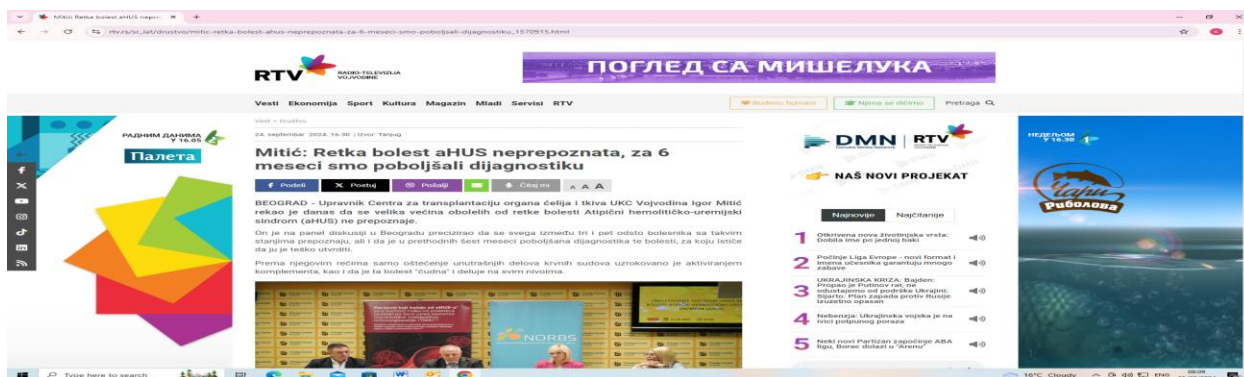 Mitić: Retka bolest aHUS nepre
rtv.rs/sr_lat/drustvo/mitic-retka-bolest-ahus-neprepoznata-za-6-meseci-smo-poboljsali-dijagnostiku_1570915.html
RTV RADIO-TELEVIZIJA
VOJVODINE
ПОГЛЕД СА МИШЕЛУКА
Vesti Ekonomija Sport Kultura Magazin Mladi Servisi RTV
Budimo humani
Njima se dičimo
Pretraga
Vesti > Društvo
24. septembar 2024. 16:30 | Izvor: Tanjug
Mitić: Retka bolest aHUS neprepoznata, za 6
meseci smo poboljšali dijagnostiku
Podeli Postuj Pošalji Čitaj mi A A A
BEOGRAD - Upravnik Centra za transplantaciju organa ćelija i tkiva UKC Vojvodina Igor Mitić
rekao je danas da se velika većina obolelih od retke bolesti Atipični hemolitičko-uremijski
sindrom (aHUS) ne prepoznaje.
On je na panel diskusiji u Beogradu precizirao da se svega između tri i pet odsto bolesnika sa takvim
stanjima prepoznaju, ali i da je u prethodnih šest meseci poboljšana dijagnostika te bolesti, za koju ističe
da ju je teško utvrditi.
Prema njegovim rečima samo oštećenje unutrašnjih delova krvnih sudova uzrokovano je aktiviranjem
komplementa, kao i da je ta bolest "čudna" i deluje na svim nivoima.
NORBS
РАДНИМ ДАНИМА
У 16.05
Палета
DMN RTV
NAŠ NOVI PROJEKAT
Najnovije Najčitanije
1 Otkrivena nova životinjska vrsta:
Dobila ime po jednoj baki
2 Počinje Liga Evrope - novi format i
imena učesnika garantuju mnogo
zabave
3 UKRAJINSKA KRIZA: Bajden:
Propao je Putinov rat, ne
odustajemo od podrške Ukrajini;
Sijarto: Plan zapada protiv Rusije
izuzetno opasan
4 Nebenzja: Ukrajinska vojska je na
ivici potpunog poraza
5 Neki novi Partizan započinje ABA
ligu, Borac dolazi u "Arenu"
НЕДЕЉОМ
У 16.30
Чари
Риболова
Type here to search
16°C Cloudy
ENG
08:09